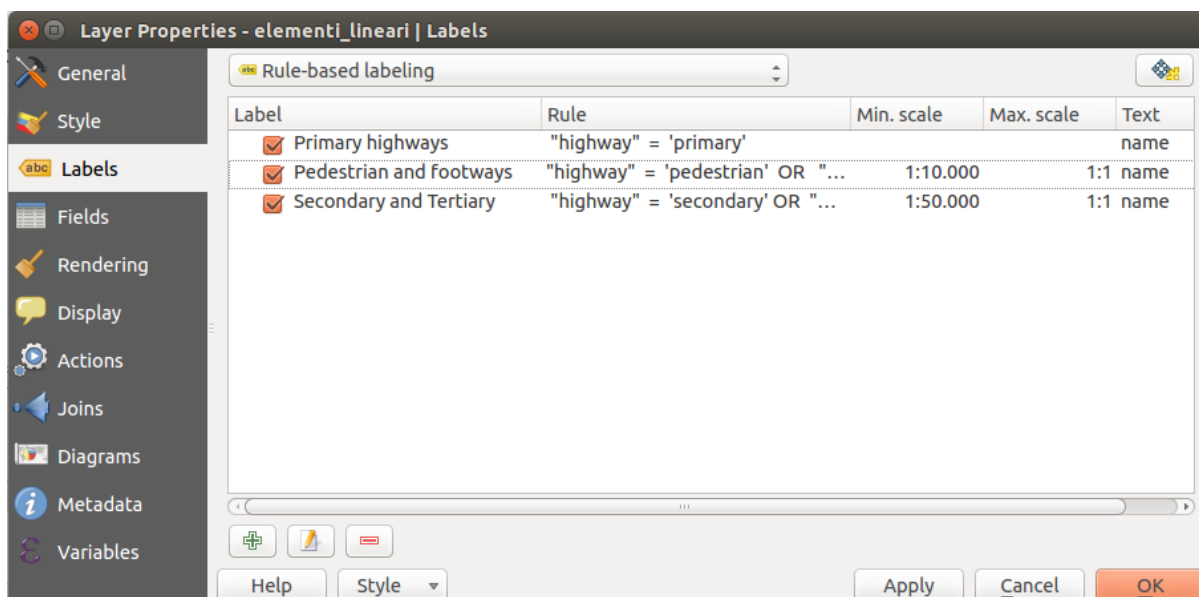 Layer Properties - elementi_lineari | Labels
General
Style
abc Labels
Fields
Rendering
Display
Actions
Joins
Diagrams
Metadata
Variables
abc Rule-based labeling
Label Rule Min. scale Max. scale Text
Primary highways "highway" = 'primary' name
Pedestrian and footways "highway" = 'pedestrian' OR "... 1:10.000 1:1 name
Secondary and Tertiary "highway" = 'secondary' OR "... 1:50.000 1:1 name
Help Style Apply Cancel OK